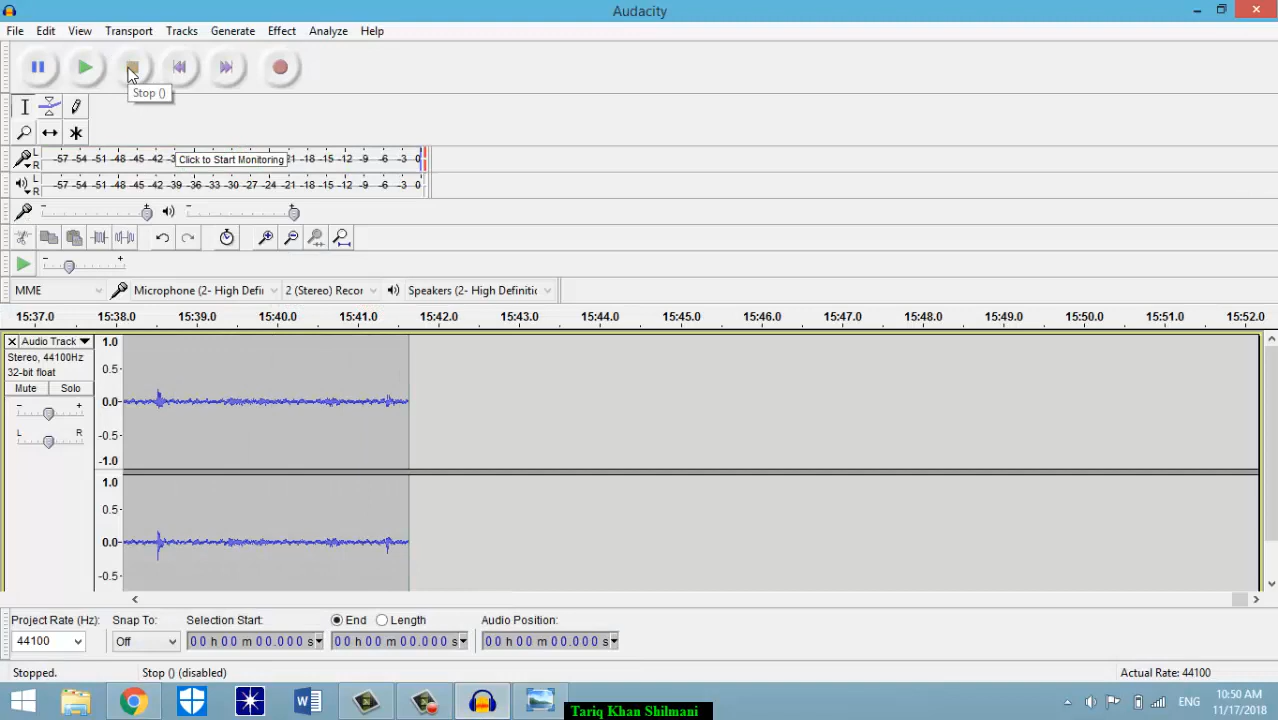 Audacity
File Edit View Transport Tracks Generate Effect Analyze Help
Stop ()
L
R
-57 -54 -51 -48 -45 -42 -3 Click to Start Monitoring 1 -18 -15 -12 -9 -6 -3 0
L
R
-57 -54 -51 -48 -45 -42 -39 -36 -33 -30 -27 -24 -21 -18 -15 -12 -9 -6 -3 0
- + - +
- +
MME Microphone (2- High Defir 2 (Stereo) Recor Speakers (2- High Definitic
15:37.0 15:38.0 15:39.0 15:40.0 15:41.0 15:42.0 15:43.0 15:44.0 15:45.0 15:46.0 15:47.0 15:48.0 15:49.0 15:50.0 15:51.0 15:52.0
Audio Track
Stereo, 44100Hz
32-bit float
Mute Solo
- +
L R
1.0
0.5
0.0
-0.5
-1.0
1.0
0.5
0.0
-0.5
Project Rate (Hz): Snap To: Selection Start: End Length Audio Position:
44100 Off 00 h 00 m 00.000 s 00 h 00 m 00.000 s 00 h 00 m 00.000 s
Stopped. Stop () (disabled) Actual Rate: 44100
ENG 10:50 AM
11/17/2018
Tariq Khan Shilmani